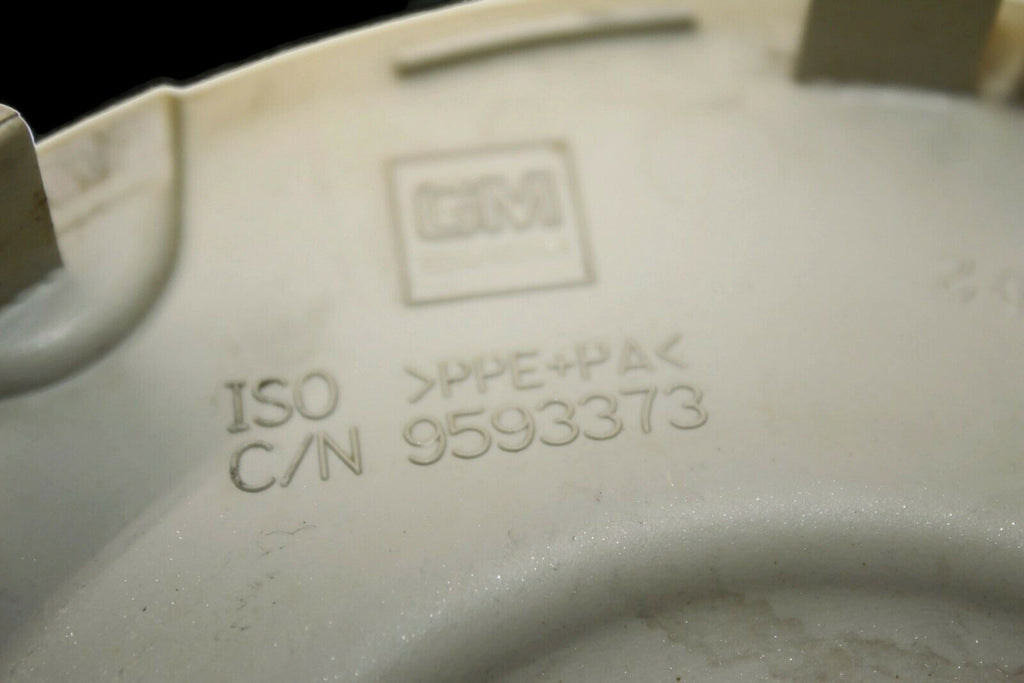 GM
ISO >PPE+PA<
C/N 9593373